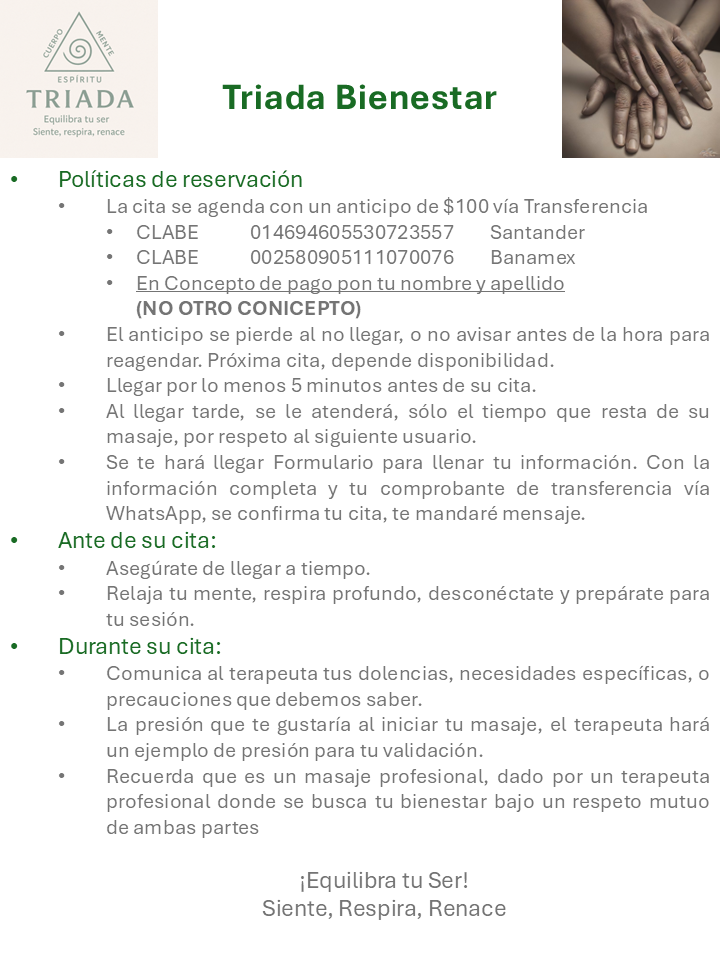 CUERPO
MENTE
ESPÍRITU
TRIADA
Equilibra tu ser
Siente, respira, renace
Triada Bienestar
• Políticas de reservación
• La cita se agenda con un anticipo de $100 vía Transferencia
• CLABE 014694605530723557 Santander
• CLABE 002580905111070076 Banamex
• En Concepto de pago pon tu nombre y apellido
(NO OTRO CONICEPTO)
• El anticipo se pierde al no llegar, o no avisar antes de la hora para
reagendar. Próxima cita, depende disponibilidad.
• Llegar por lo menos 5 minutos antes de su cita.
• Al llegar tarde, se le atenderá, sólo el tiempo que resta de su
masaje, por respeto al siguiente usuario.
• Se te hará llegar Formulario para llenar tu información. Con la
información completa y tu comprobante de transferencia vía
WhatsApp, se confirma tu cita, te mandaré mensaje.
• Ante de su cita:
• Asegúrate de llegar a tiempo.
• Relaja tu mente, respira profundo, desconéctate y prepárate para
tu sesión.
• Durante su cita:
• Comunica al terapeuta tus dolencias, necesidades específicas, o
precauciones que debemos saber.
• La presión que te gustaría al iniciar tu masaje, el terapeuta hará
un ejemplo de presión para tu validación.
• Recuerda que es un masaje profesional, dado por un terapeuta
profesional donde se busca tu bienestar bajo un respeto mutuo
de ambas partes
¡Equilibra tu Ser!
Siente, Respira, Renace